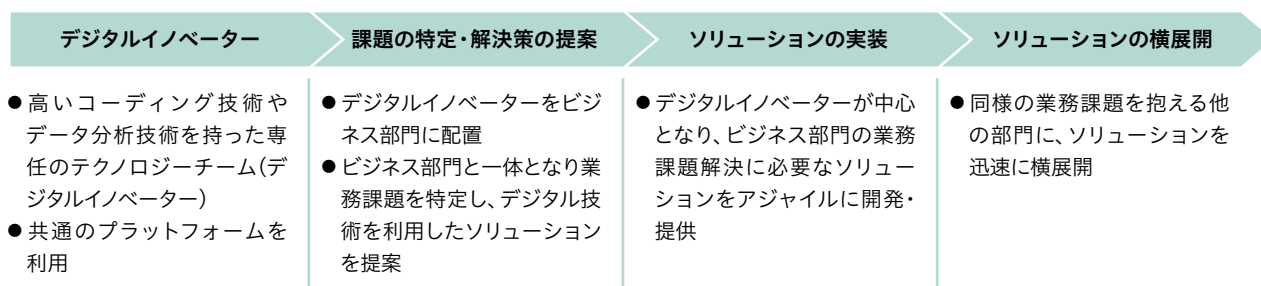 デジタルイノベーター
課題の特定・解決策の提案
ソリューションの実装
ソリューションの横展開
●高いコーディング技術や
データ分析技術を持った専
任のテクノロジーチーム(デ
ジタルイノベーター)
●共通のプラットフォームを
利用
●デジタルイノベーターをビジ
ネス部門に配置
●ビジネス部門と一体となり業
務課題を特定し、デジタル技
術を利用したソリューション
を提案
●デジタルイノベーターが中心
となり、ビジネス部門の業務
課題解決に必要なソリュー
ションをアジャイルに開発・
提供
●同様の業務課題を抱える他
の部門に、ソリューションを
迅速に横展開